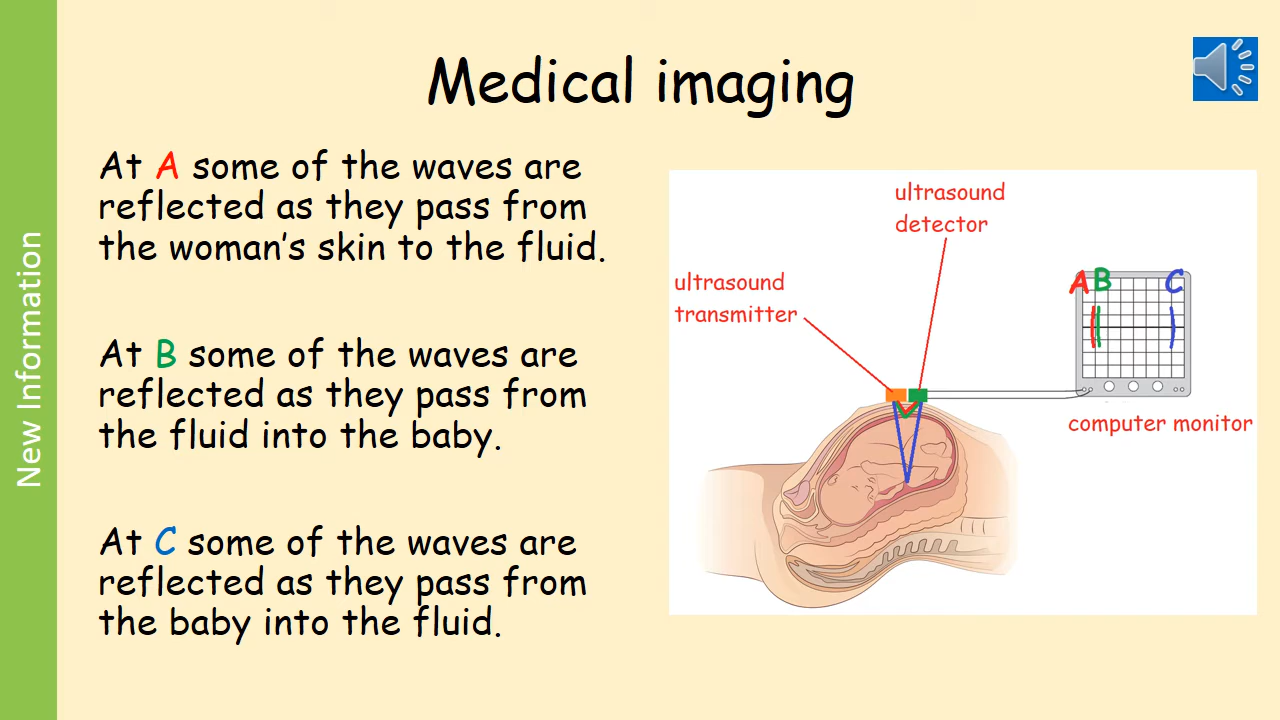 Medical imaging
New Information
At A some of the waves are
reflected as they pass from
the woman's skin to the fluid.
At B some of the waves are
reflected as they pass from
the fluid into the baby.
At C some of the waves are
reflected as they pass from
the baby into the fluid.
ultrasound
detector
ultrasound
transmitter
A B C
computer monitor